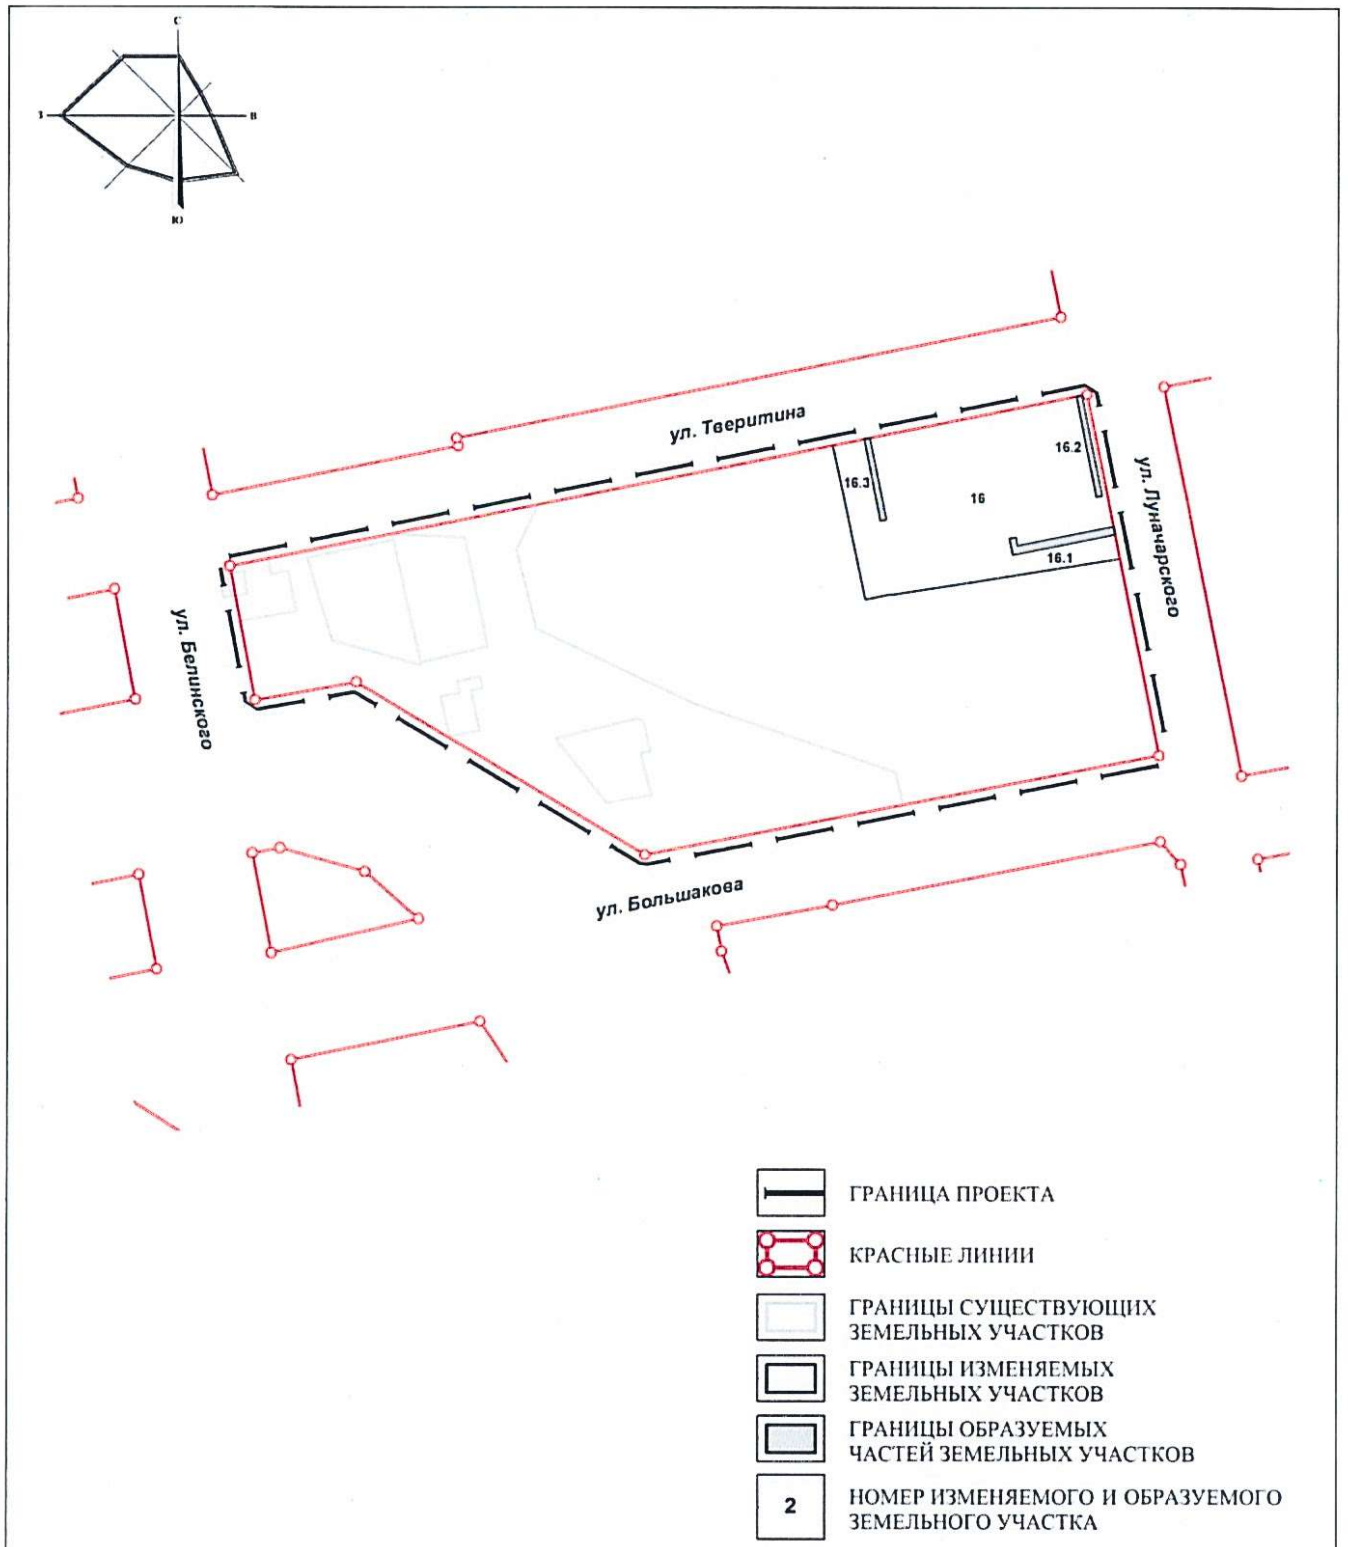 С
З
В
Ю
ул. Тверитина
16.2
16.3
16
ул. Луначарского
16.1
ул. Белинского
ул. Большакова
ГРАНИЦА ПРОЕКТА
КРАСНЫЕ ЛИНИИ
ГРАНИЦЫ СУЩЕСТВУЮЩИХ
ЗЕМЕЛЬНЫХ УЧАСТКОВ
ГРАНИЦЫ ИЗМЕНЯЕМЫХ
ЗЕМЕЛЬНЫХ УЧАСТКОВ
ГРАНИЦЫ ОБРАЗУЕМЫХ
ЧАСТЕЙ ЗЕМЕЛЬНЫХ УЧАСТКОВ
2
НОМЕР ИЗМЕНЯЕМОГО И ОБРАЗУЕМОГО
ЗЕМЕЛЬНОГО УЧАСТКА